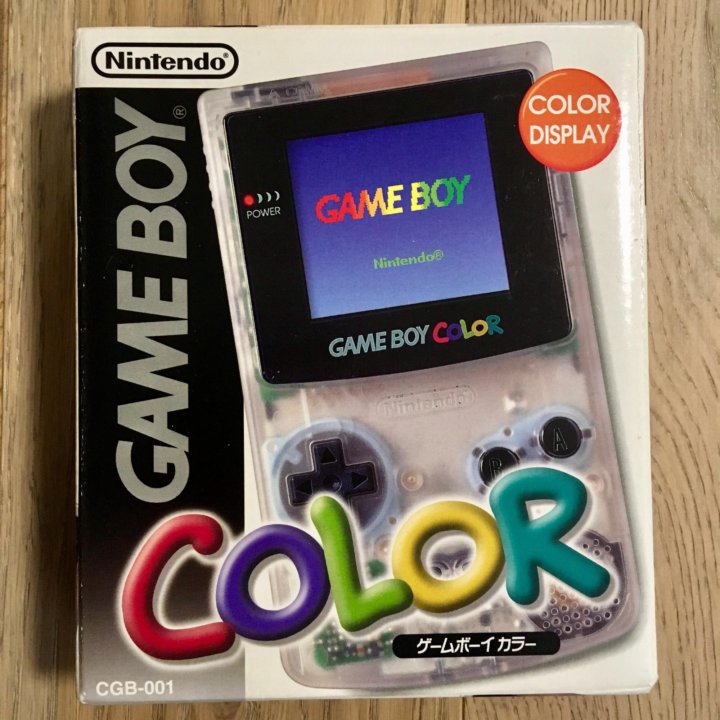 Nintendo®
GAME BOY®
COLOR
DISPLAY
POWER
GAME BOY
Nintendo®
GAME BOY COLOR
Nintendo
A
B
COLOR
ゲームボーイ カラー
CGB-001